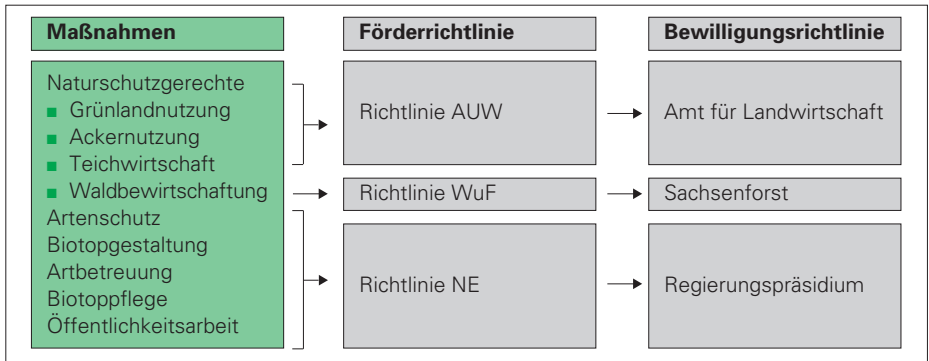 Maßnahmen
Förderrichtlinie
Bewilligungsrichtlinie
Naturschutzgerechte
Grünlandnutzung
Ackernutzung
Teichwirtschaft
Waldbewirtschaftung
Artenschutz
Biotopgestaltung
Artbetreuung
Biotoppflege
Öffentlichkeitsarbeit
Richtlinie AUW
Amt für Landwirtschaft
Richtlinie WuF
Sachsenforst
Richtlinie NE
Regierungspräsidium